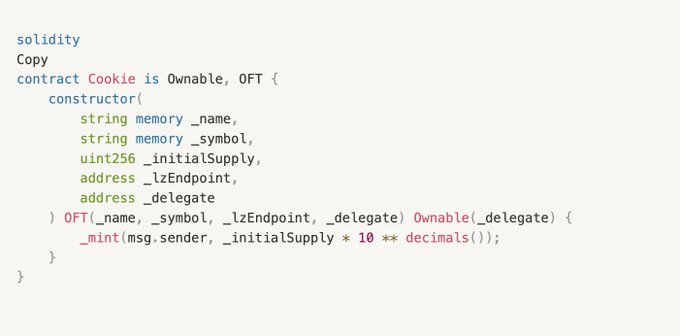 solidity
Copy
contract Cookie is Ownable, OFT {
    constructor(
        string memory _name,
        string memory _symbol,
        uint256 _initialSupply,
        address _lzEndpoint,
        address _delegate
    ) OFT(_name, _symbol, _lzEndpoint, _delegate) Ownable(_delegate) {
        _mint(msg.sender, _initialSupply * 10 ** decimals());
    }
}